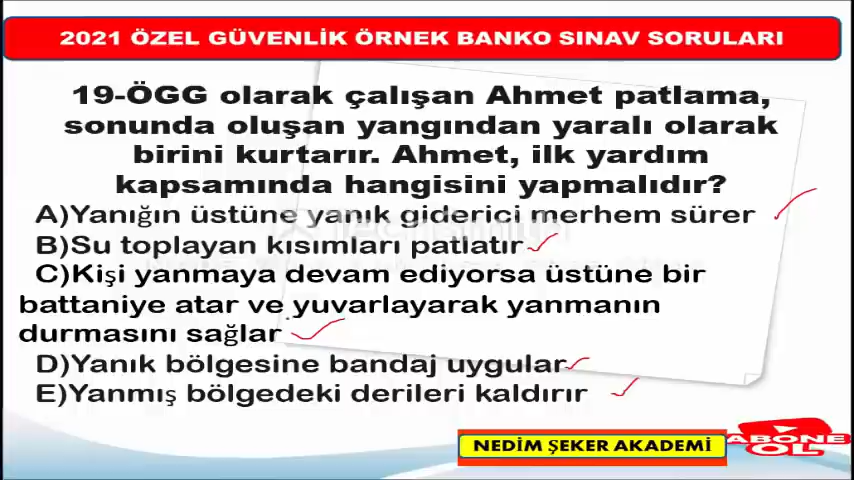 2021 ÖZEL GÜVENLİK ÖRNEK BANKO SINAV SORULARI
19-ÖGG olarak çalışan Ahmet patlama,
sonunda oluşan yangından yaralı olarak
birini kurtarır. Ahmet, ilk yardım
kapsamında hangisini yapmalıdır?
A)Yanığın üstüne yanık giderici merhem sürer
B)Su toplayan kısımları patlatır
C)Kişi yanmaya devam ediyorsa üstüne bir
battaniye atar ve yuvarlayarak yanmanın
durmasını sağlar
D)Yanık bölgesine bandaj uygular
E)Yanmış bölgedeki derileri kaldırır
NEDİM ŞEKER AKADEMİ
ABONE
OL